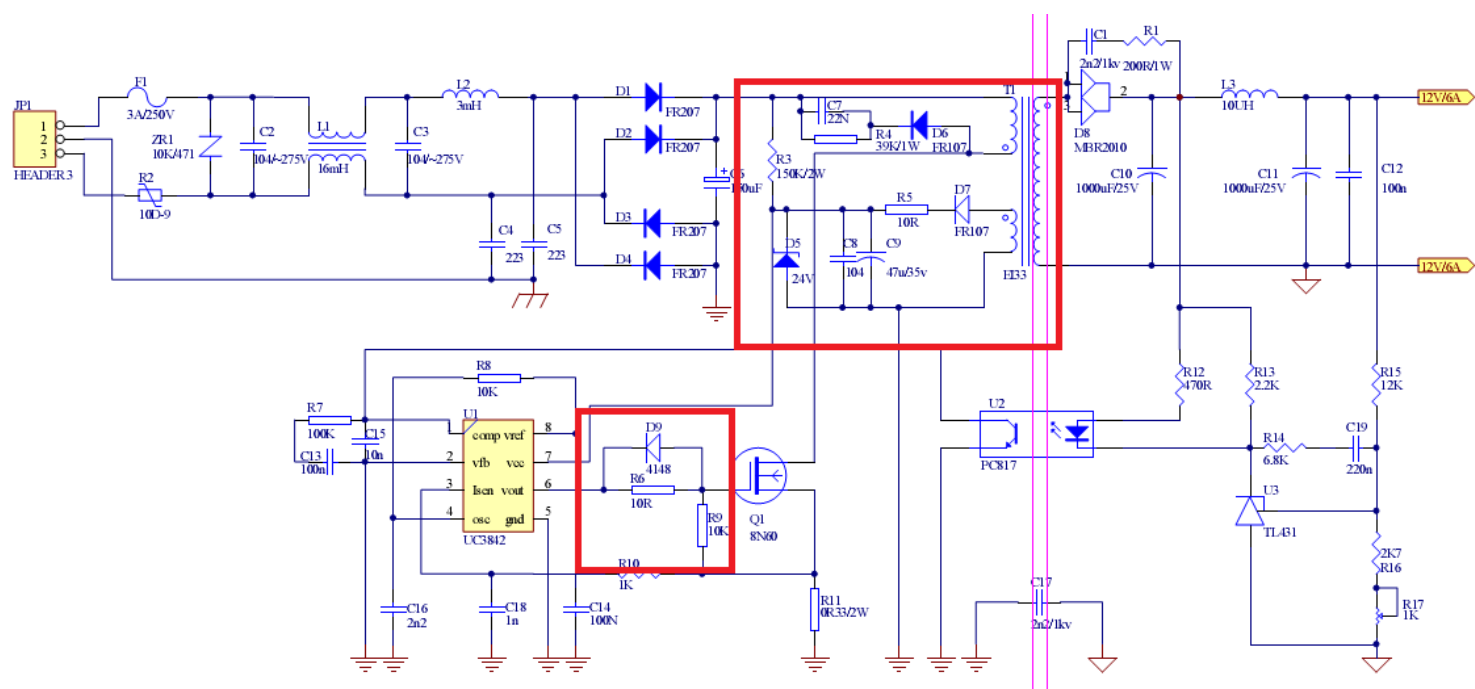 JP1
1
2
3
HEADER 3
F1
3A/250V
ZR1
10K/471
R2
10D-9
C2
104/~275V
L1
16mH
C3
104/~275V
L2
3mH
C4
223
C5
223
D1
FR207
D2
FR207
D3
FR207
D4
FR207
C7
22N
R4
39K/1W
D6
FR107
R3
150K/2W
R5
10R
D7
FR107
D5
24V
C8
104
C9
47u/35v
T1
EI33
C1
2n2/1kv
R1
200R/1W
2
D8
MBR2010
C10
1000uF/25V
L3
10UH
C11
1000uF/25V
C12
100n
12V/6A
12V/6A
R7
100K
C13
100n
C15
10n
R8
10K
U1
1
comp
vref
8
2
vfb
vcc
7
3
Isen
vout
6
4
osc
gnd
5
UC3842
D9
4148
R6
10R
R9
10K
Q1
8N60
R10
1K
R11
0R33/2W
C16
2n2
C18
1n
C14
100N
U2
PC817
R12
470R
R13
2.2K
R14
6.8K
C19
220n
R15
12K
U3
TL431
2K7
R16
R17
1K
C17
2n2/1kv